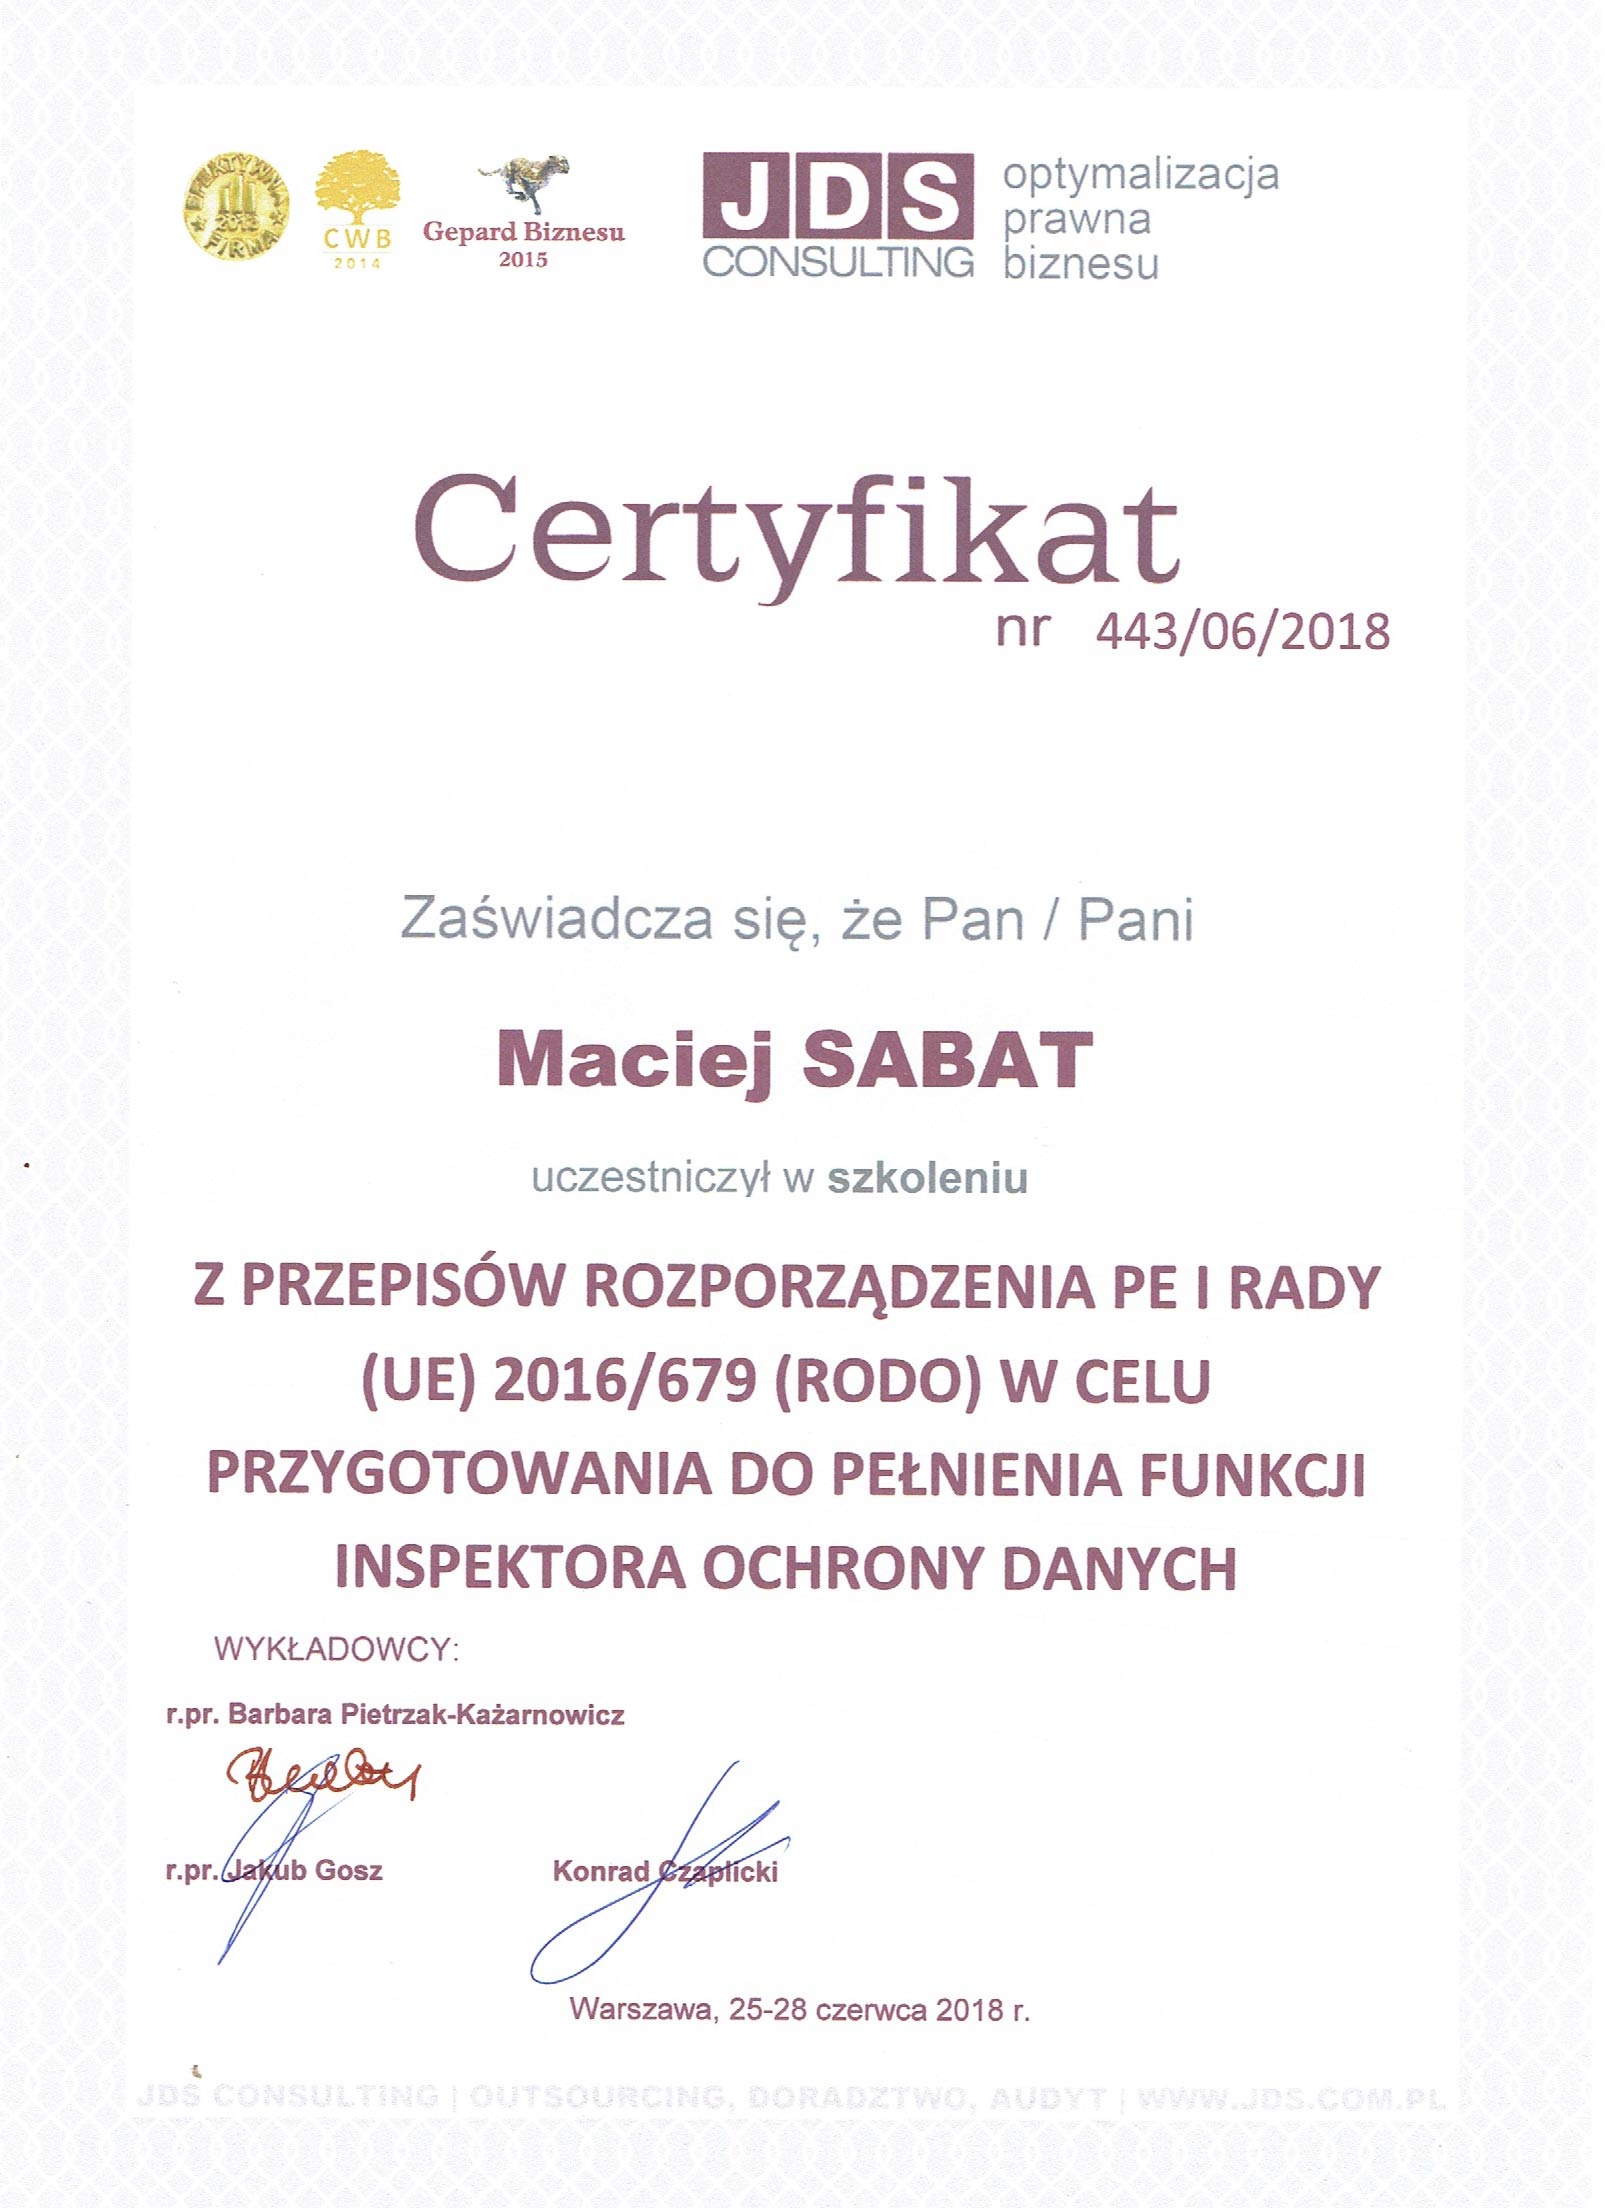 EFEKTYWNA
2013
FIRMA
CWB
2014
Gepard Biznesu
2015
JDS
CONSULTING
optymalizacja
prawna
biznesu
Certyfikat
nr 443/06/2018
Zaświadcza się, że Pan / Pani
Maciej SABAT
uczestniczył w szkoleniu
Z PRZEPISÓW ROZPORZĄDZENIA PE I RADY
(UE) 2016/679 (RODO) W CELU
PRZYGOTOWANIA DO PEŁNIENIA FUNKCJI
INSPEKTORA OCHRONY DANYCH
WYKŁADOWCY:
r.pr. Barbara Pietrzak-Każarnowicz
r.pr. Jakub Gosz Konrad Czaplicki
Warszawa, 25-28 czerwca 2018 r.
JDS CONSULTING | OUTSOURCING, DORADZTWO, AUDYT | WWW.JDS.COM.PL